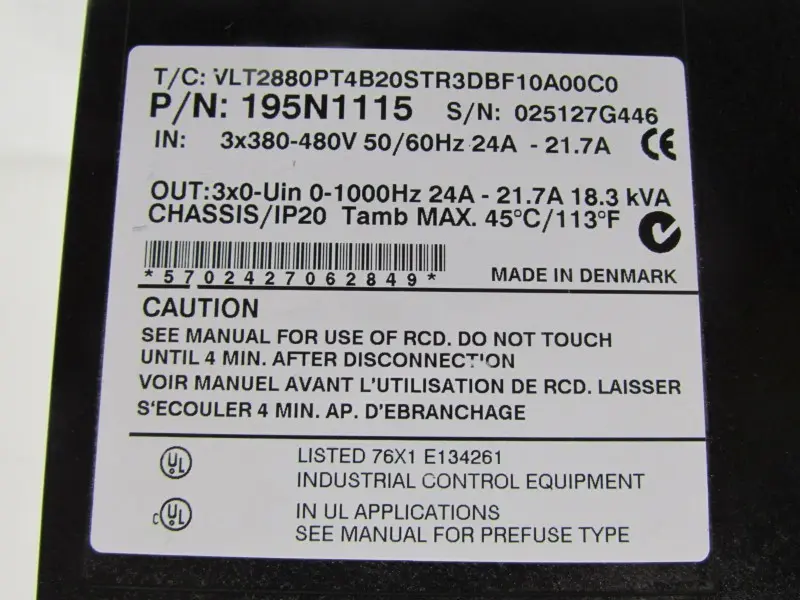 T/C: VLT2880PT4B20STR3DBF10A00C0
P/N: 195N1115 S/N: 025127G446
IN: 3x380-480V 50/60Hz 24A - 21.7A CE
OUT:3x0-Uin 0-1000Hz 24A - 21.7A 18.3 kVA
CHASSIS/IP20 Tamb MAX. 45°C/113°F
*5702427062849* MADE IN DENMARK
CAUTION
SEE MANUAL FOR USE OF RCD. DO NOT TOUCH
UNTIL 4 MIN. AFTER DISCONNECTION
VOIR MANUEL AVANT L'UTILISATION DE RCD. LAISSER
S'ECOULER 4 MIN. AP. D'EBRANCHAGE
UL LISTED 76X1 E134261
INDUSTRIAL CONTROL EQUIPMENT
c UL IN UL APPLICATIONS
SEE MANUAL FOR PREFUSE TYPE